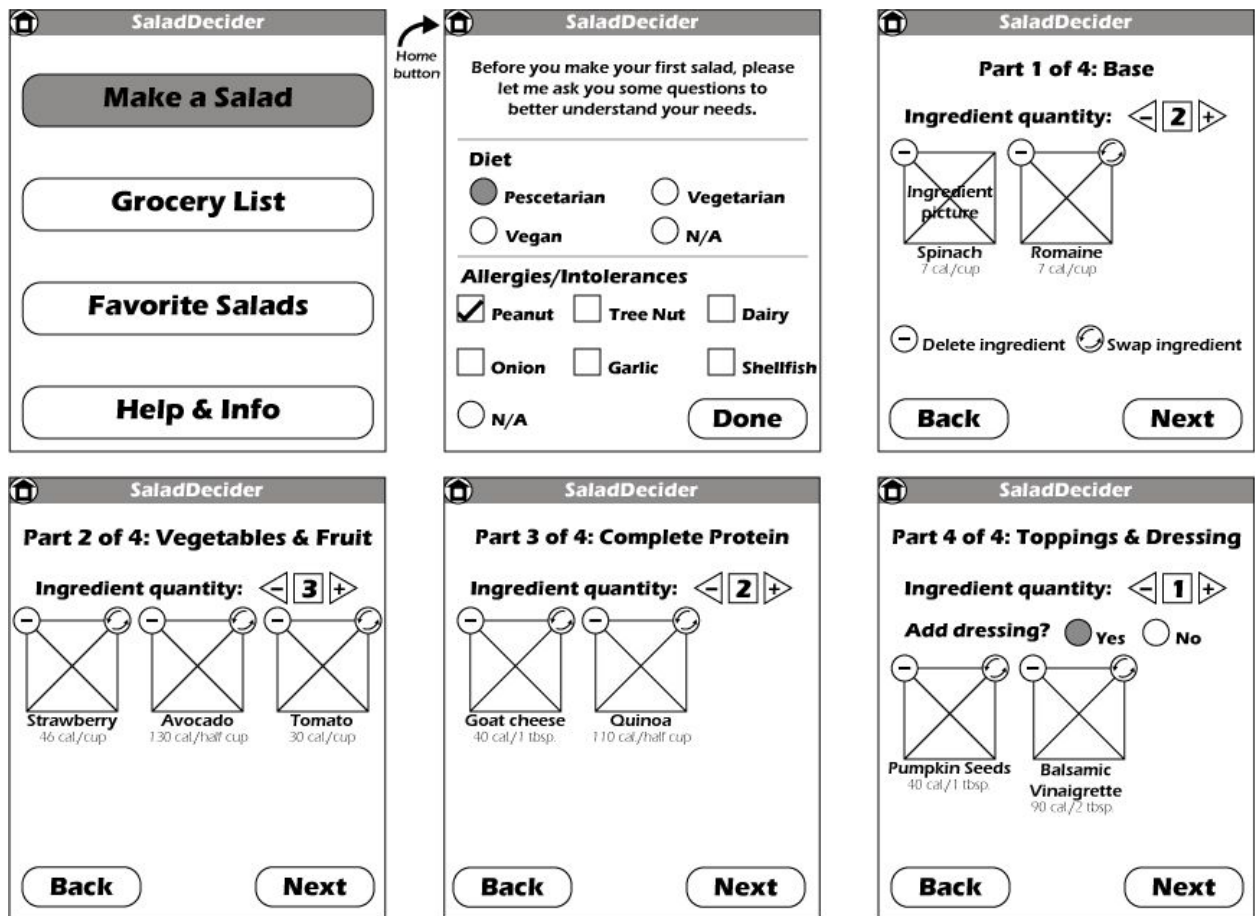 SaladDecider
Make a Salad
Grocery List
Favorite Salads
Help & Info
Home
button
SaladDecider
Before you make your first salad, please
let me ask you some questions to
better understand your needs.
Diet
Pescetarian Vegetarian
Vegan N/A
Allergies/Intolerances
Peanut Tree Nut Dairy
Onion Garlic Shellfish
N/A Done
SaladDecider
Part 1 of 4: Base
Ingredient quantity: - 2 +
Ingredient
picture
Spinach Romaine
7 cal./cup 7 cal./cup
Delete ingredient Swap ingredient
Back Next
SaladDecider
Part 2 of 4: Vegetables & Fruit
Ingredient quantity: - 3 +
Strawberry Avocado Tomato
46 cal./cup 130 cal./half cup 30 cal./cup
Back Next
SaladDecider
Part 3 of 4: Complete Protein
Ingredient quantity: - 2 +
Goat cheese Quinoa
40 cal./1 tbsp. 110 cal./half cup
Back Next
SaladDecider
Part 4 of 4: Toppings & Dressing
Ingredient quantity: - 1 +
Add dressing? Yes No
Pumpkin Seeds Balsamic
40 cal./1 tbsp. Vinaigrette
90 cal./2 tbsp.
Back Next